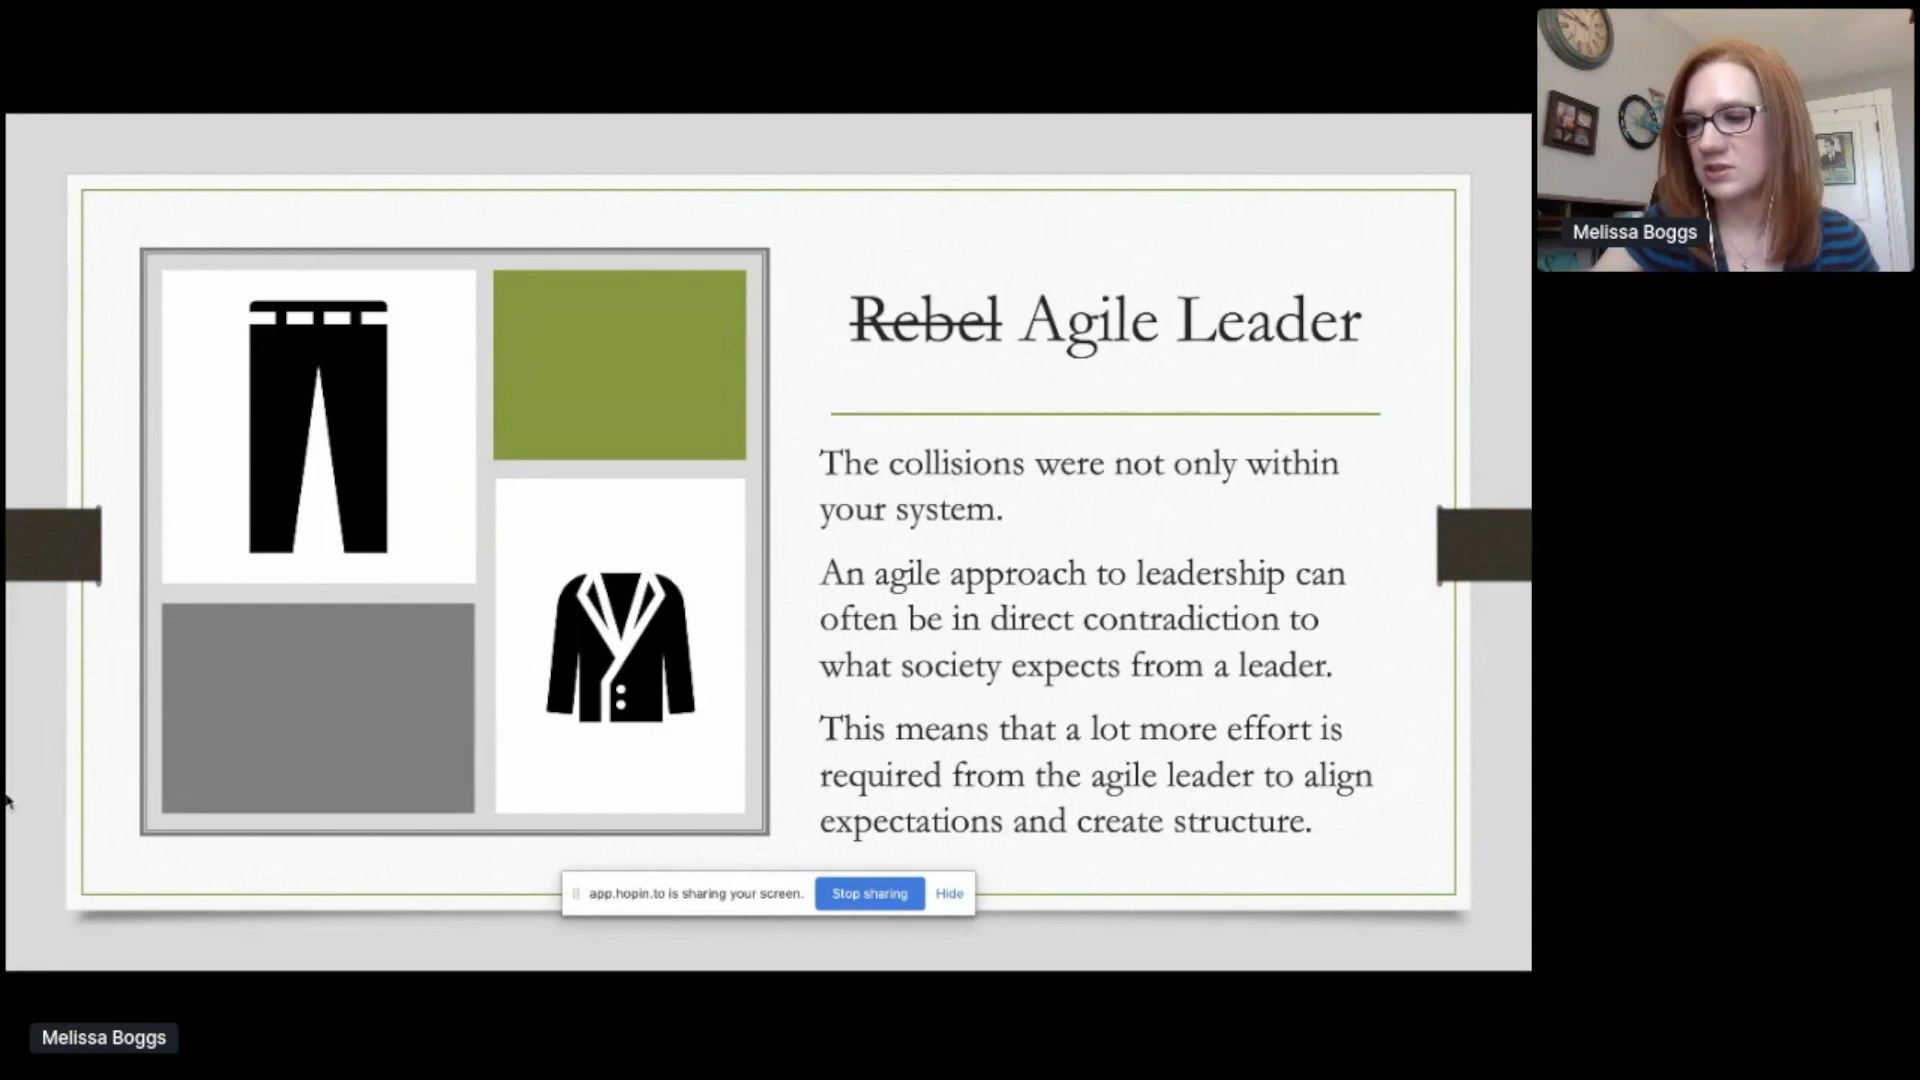 Melissa Boggs
Rebel Agile Leader
The collisions were not only within
your system.
An agile approach to leadership can
often be in direct contradiction to
what society expects from a leader.
This means that a lot more effort is
required from the agile leader to align
expectations and create structure.
app.hopin.to is sharing your screen. Stop sharing Hide
Melissa Boggs